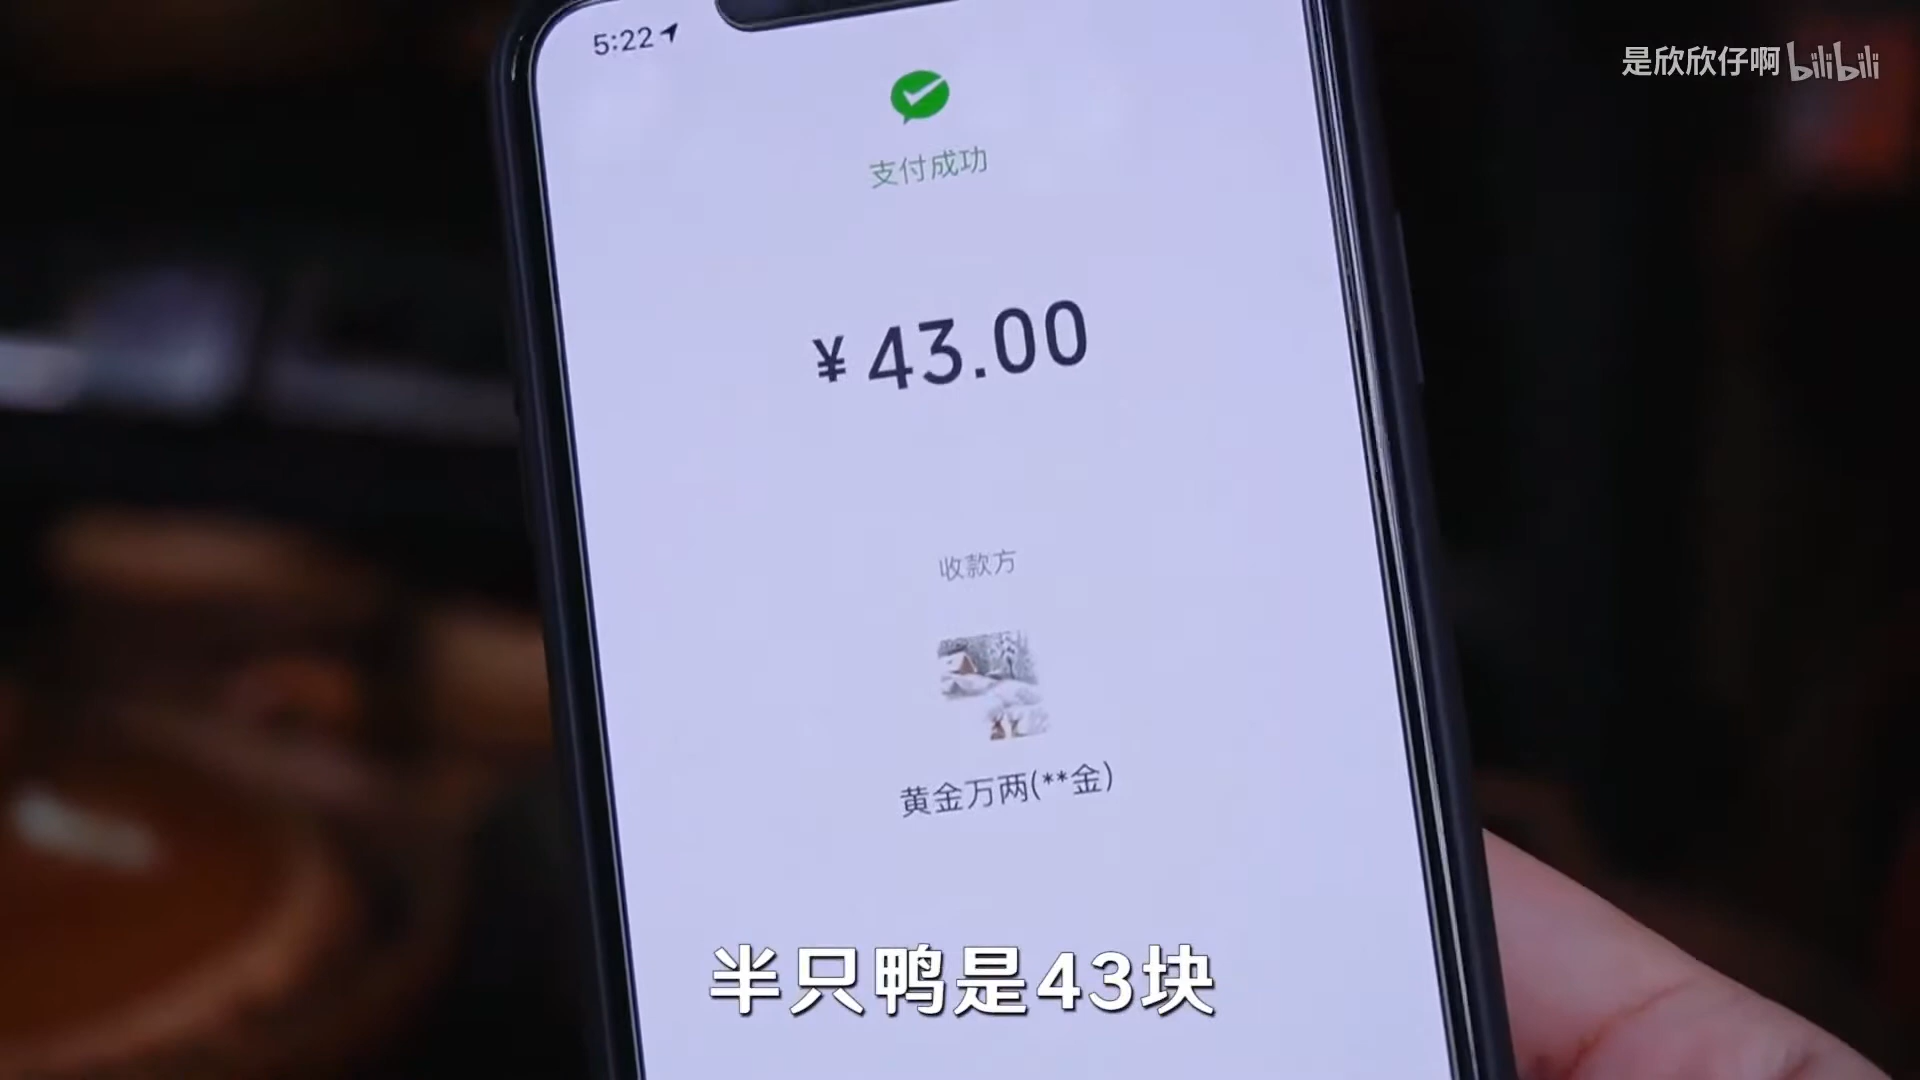 5:22
是欣欣仔啊 bilibili
支付成功
¥ 43.00
收款方
黄金万两(**金)
半只鸭是43块